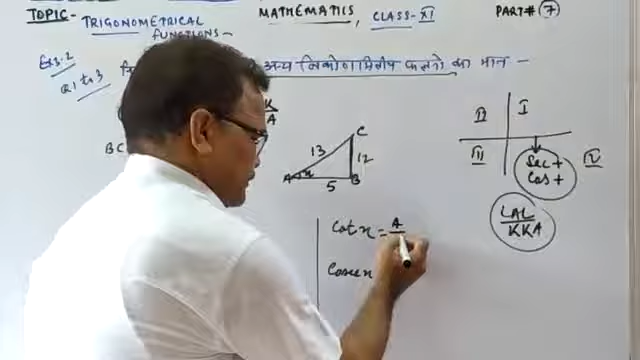 TOPIC- TRIGONOMETRICAL FUNCTIONS-
MATHEMATICS, CLASS-XI
PART# 7
Ex 3.2
Q1 to 3
अन्य त्रिकोणमितीय फलनों का मान -
K
A
BC
13
C
12
A
x
5
B
II
I
III
IV
Sec +
Cos +
LAL
KKA
Cot x = A
Cosec x